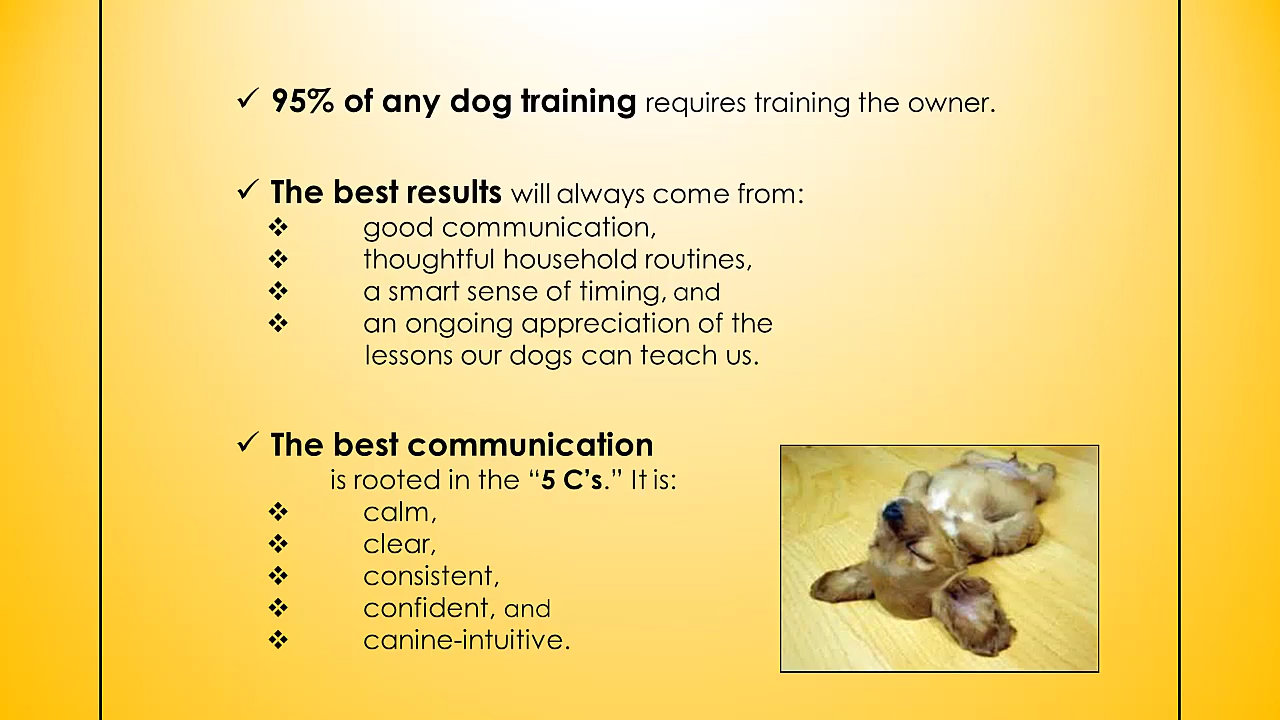 ✓ 95% of any dog training requires training the owner.
✓ The best results will always come from:
❖ good communication,
❖ thoughtful household routines,
❖ a smart sense of timing, and
❖ an ongoing appreciation of the
lessons our dogs can teach us.
✓ The best communication
is rooted in the “5 C’s.” It is:
❖ calm,
❖ clear,
❖ consistent,
❖ confident, and
❖ canine-intuitive.